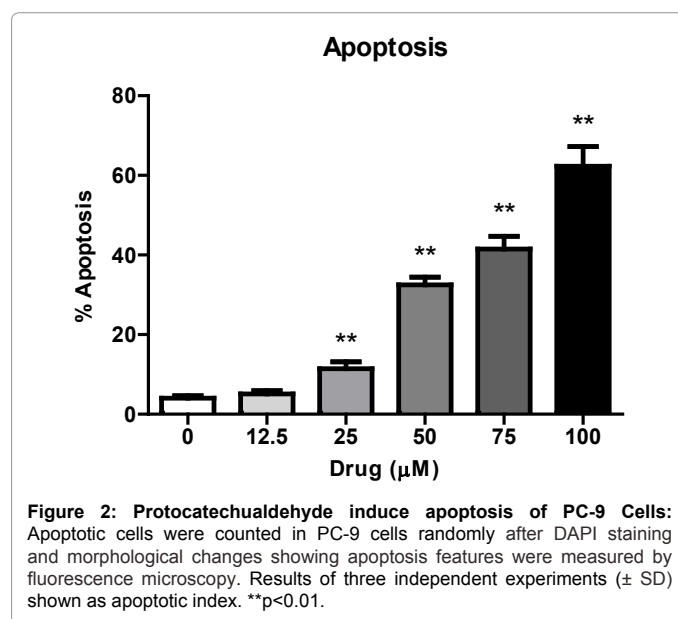 Apoptosis
80
60
40
20
0
% Apoptosis
**
**
**
**
0 12.5 25 50 75 100
Drug (μM)
Figure 2: Protocatechualdehyde induce apoptosis of PC-9 Cells:
Apoptotic cells were counted in PC-9 cells randomly after DAPI staining
and morphological changes showing apoptosis features were measured by
fluorescence microscopy. Results of three independent experiments (± SD)
shown as apoptotic index. **p<0.01.